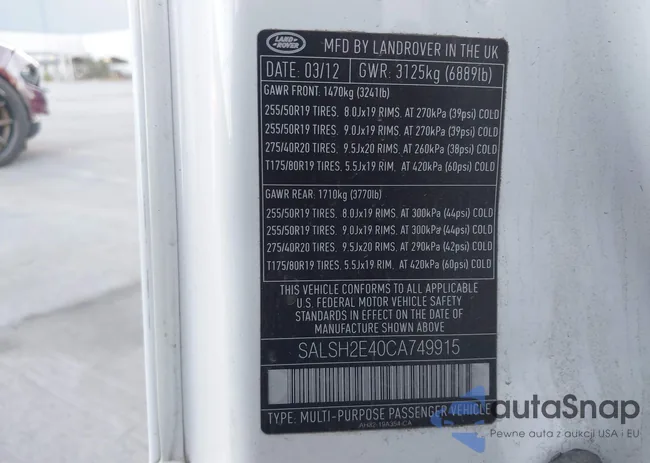 LAND
ROVER
MFD BY LANDROVER IN THE UK
DATE: 03/12 GWR: 3125kg (6889lb)
GAWR FRONT: 1470kg (3241lb)
255/50R19 TIRES, 8.0Jx19 RIMS, AT 270kPa (39psi) COLD
255/50R19 TIRES, 9.0Jx19 RIMS, AT 270kPa (39psi) COLD
275/40R20 TIRES, 9.5Jx20 RIMS, AT 260kPa (38psi) COLD
T175/80R19 TIRES, 5.5Jx19 RIM, AT 420kPa (60psi) COLD
GAWR REAR: 1710kg (3770lb)
255/50R19 TIRES, 8.0Jx19 RIMS, AT 300kPa (44psi) COLD
255/50R19 TIRES, 9.0Jx19 RIMS, AT 300kPa (44psi) COLD
275/40R20 TIRES, 9.5Jx20 RIMS, AT 290kPa (42psi) COLD
T175/80R19 TIRES, 5.5Jx19 RIM, AT 420kPa (60psi) COLD
THIS VEHICLE CONFORMS TO ALL APPLICABLE
U.S. FEDERAL MOTOR VEHICLE SAFETY
STANDARDS IN EFFECT ON THE DATE OF
MANUFACTURE SHOWN ABOVE
SALSH2E40CA749915
TYPE: MULTI-PURPOSE PASSENGER VEHICLE
AH42-19A354-CA
autaSnap
Pewne auta z aukcji USA i EU